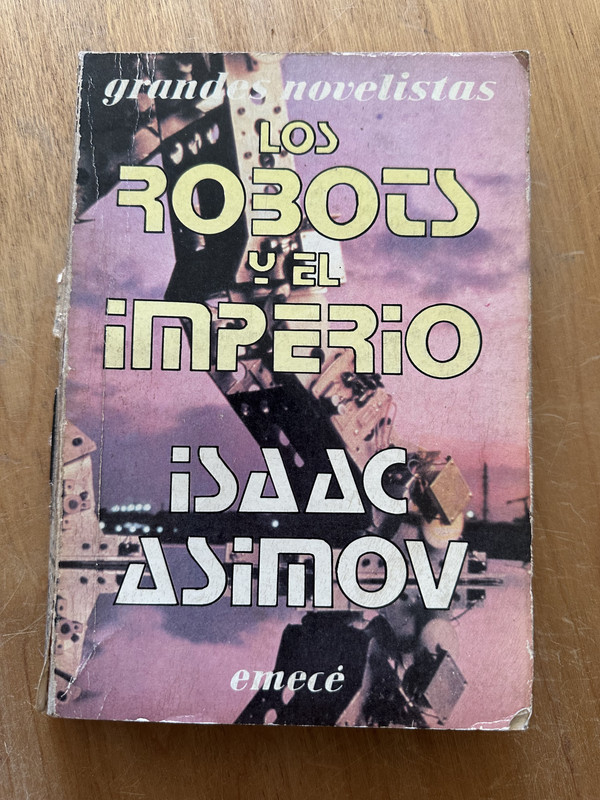 grandes novelistas
LOS
ROBOTS
Y EL
iMPERiO
iSAAC
ASiMOV
emecé